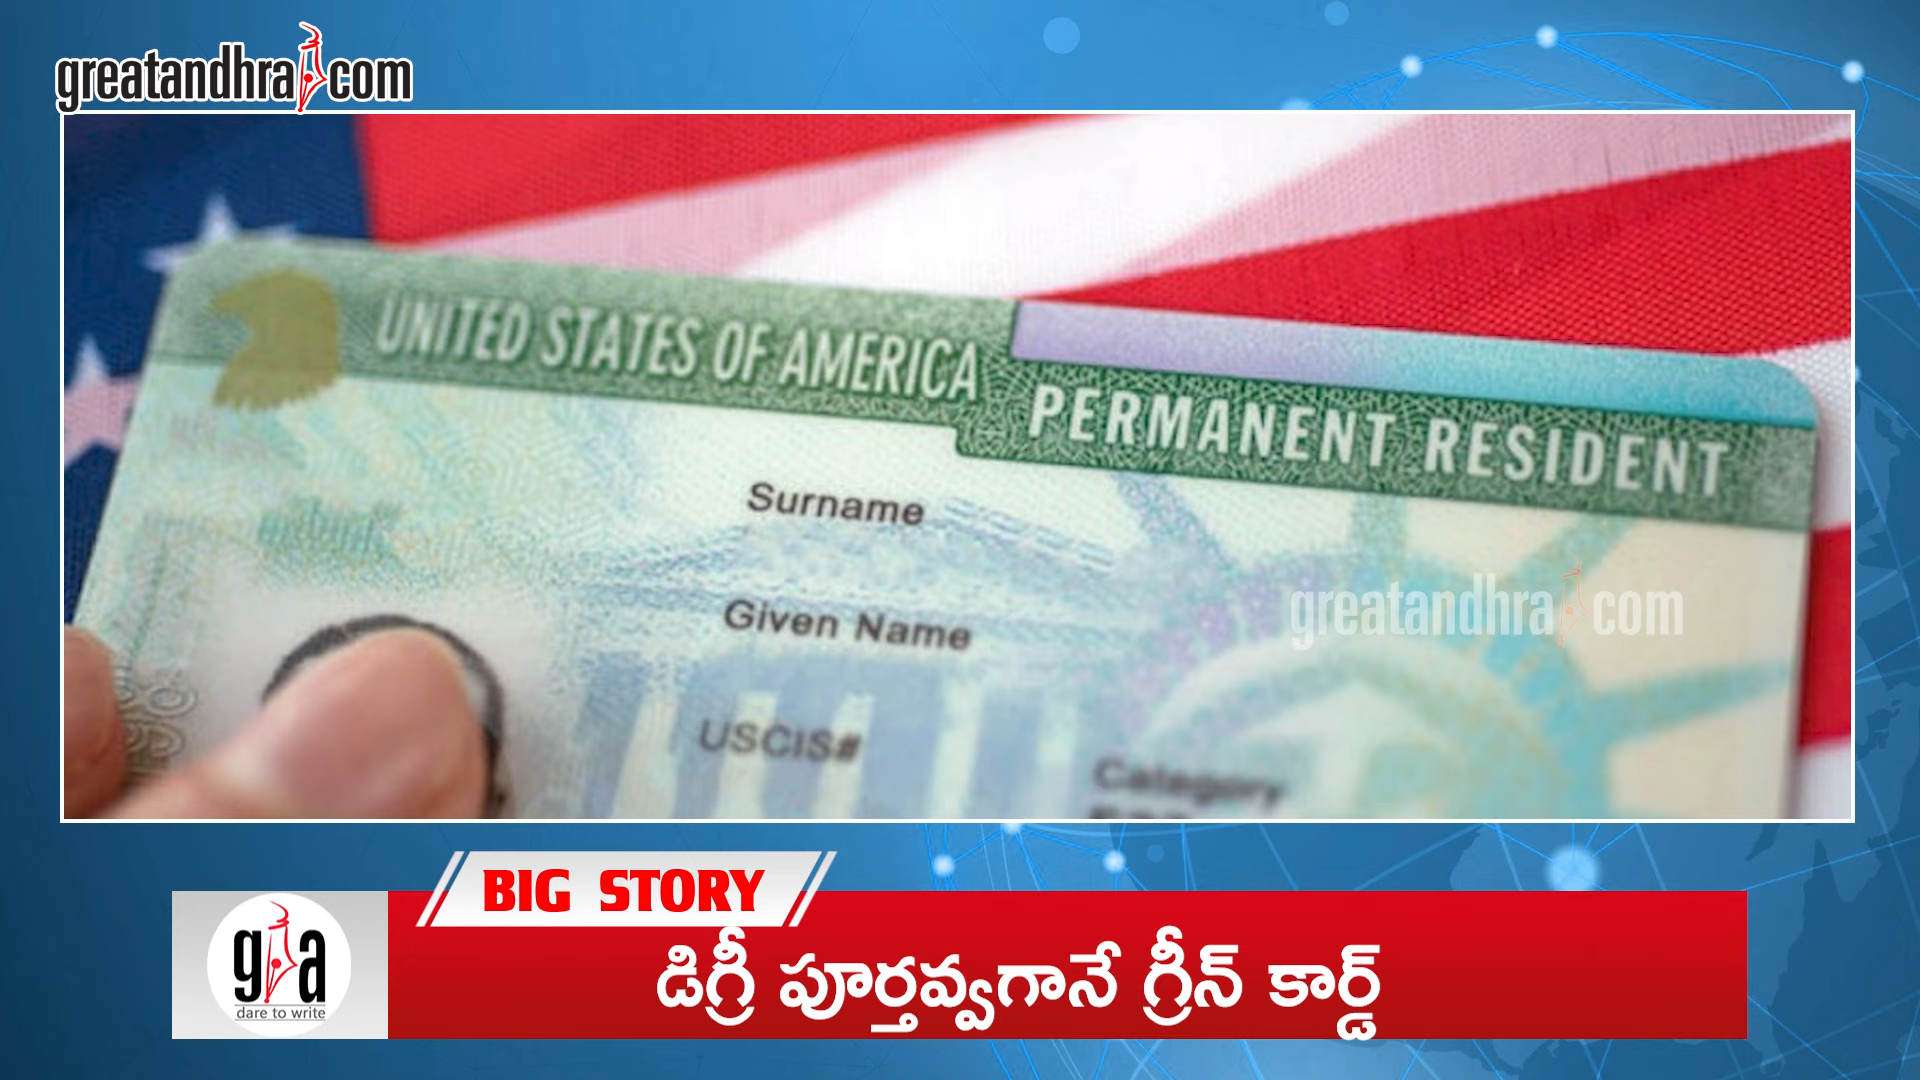 greatandhra.com
UNITED STATES OF AMERICA
PERMANENT RESIDENT
Surname
Given Name
greatandhra.com
USCIS#
Category
BIG STORY
gra
dare to write
డిగ్రీ పూర్తవ్వగానే గ్రీన్ కార్డ్